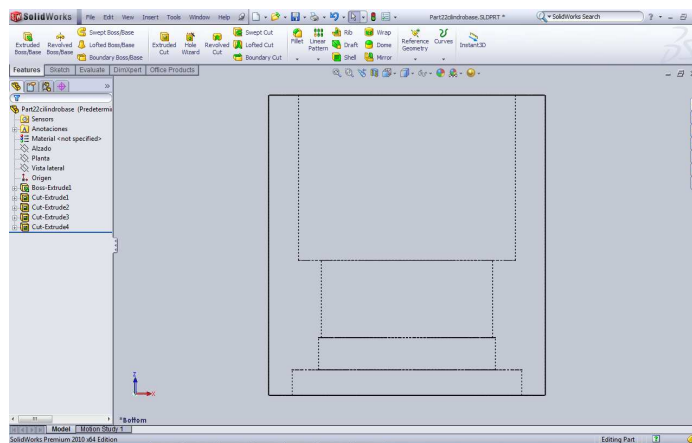 SolidWorks File Edit View Insert Tools Window Help Part22cilindrobase.SLDPRT * SolidWorks Search
Extruded Boss/Base Revolved Boss/Base Swept Boss/Base Lofted Boss/Base Boundary Boss/Base Extruded Cut Hole Wizard Revolved Cut Swept Cut Lofted Cut Boundary Cut Fillet Linear Pattern Rib Draft Shell Wrap Dome Mirror Reference Geometry Curves Instant3D
Features Sketch Evaluate DimXpert Office Products
Part22cilindrobase (Predetermina
Sensors
Anotaciones
Material <not specified>
Alzado
Planta
Vista lateral
Origen
Boss-Extrude1
Cut-Extrude1
Cut-Extrude2
Cut-Extrude3
Cut-Extrude4
Z
X
*Bottom
Model Motion Study 1
SolidWorks Premium 2010 x64 Edition Editing Part